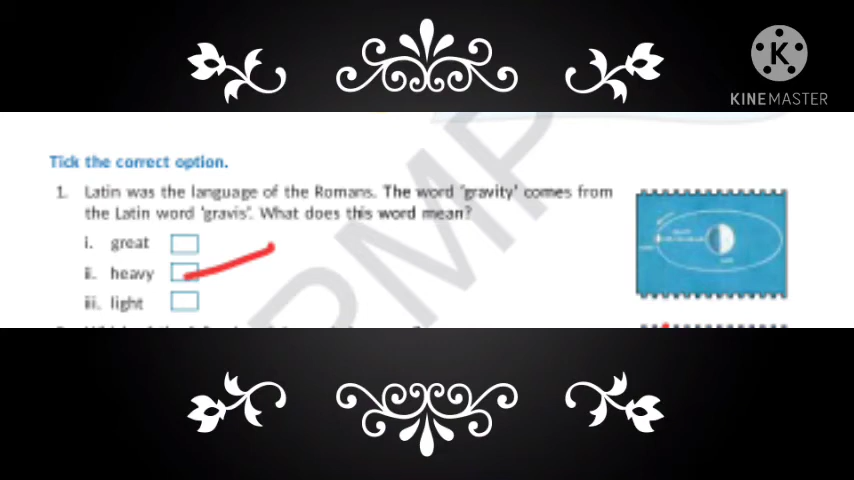 KINEMASTER
Tick the correct option.
1. Latin was the language of the Romans. The word 'gravity' comes from
the Latin word 'gravis'. What does this word mean?
i. great
ii. heavy
iii. light